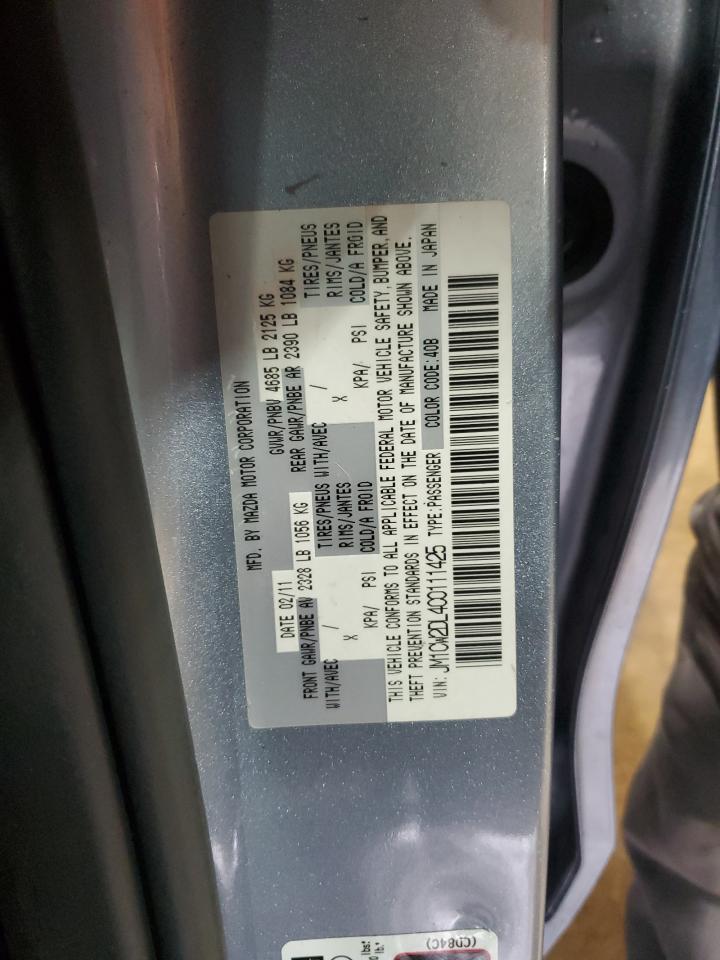 MFD. BY MAZDA MOTOR CORPORATION
DATE 02/11 GVWR/PNBV 4685 LB 2125 KG
FRONT GAWR/PNBE AV 2328 LB 1056 KG REAR GAWR/PNBE AR 2390 LB 1084 KG
WITH/AVEC / TIRES/PNEUS WITH/AVEC / TIRES/PNEUS
X RIMS/JANTES X RIMS/JANTES
KPA/ PSI COLD/A FROID KPA/ PSI COLD/A FROID
THIS VEHICLE CONFORMS TO ALL APPLICABLE FEDERAL MOTOR VEHICLE SAFETY, BUMPER, AND
THEFT PREVENTION STANDARDS IN EFFECT ON THE DATE OF MANUFACTURE SHOWN ABOVE.
VIN: JM1CW2DL4C0111425 TYPE:PASSENGER COLOR CODE:40B MADE IN JAPAN
(CD84C)
lbs.
lb.